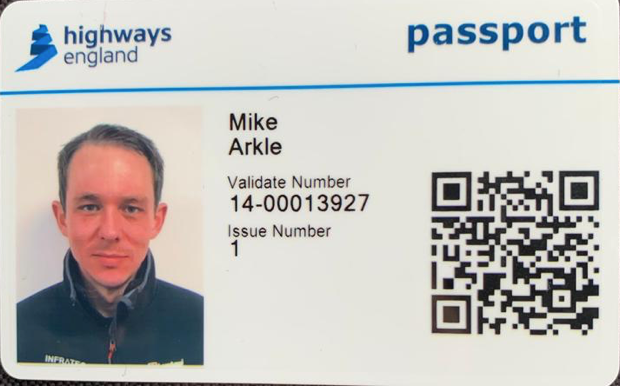 highways
england
passport
Mike
Arkle
Validate Number
14-00013927
Issue Number
1